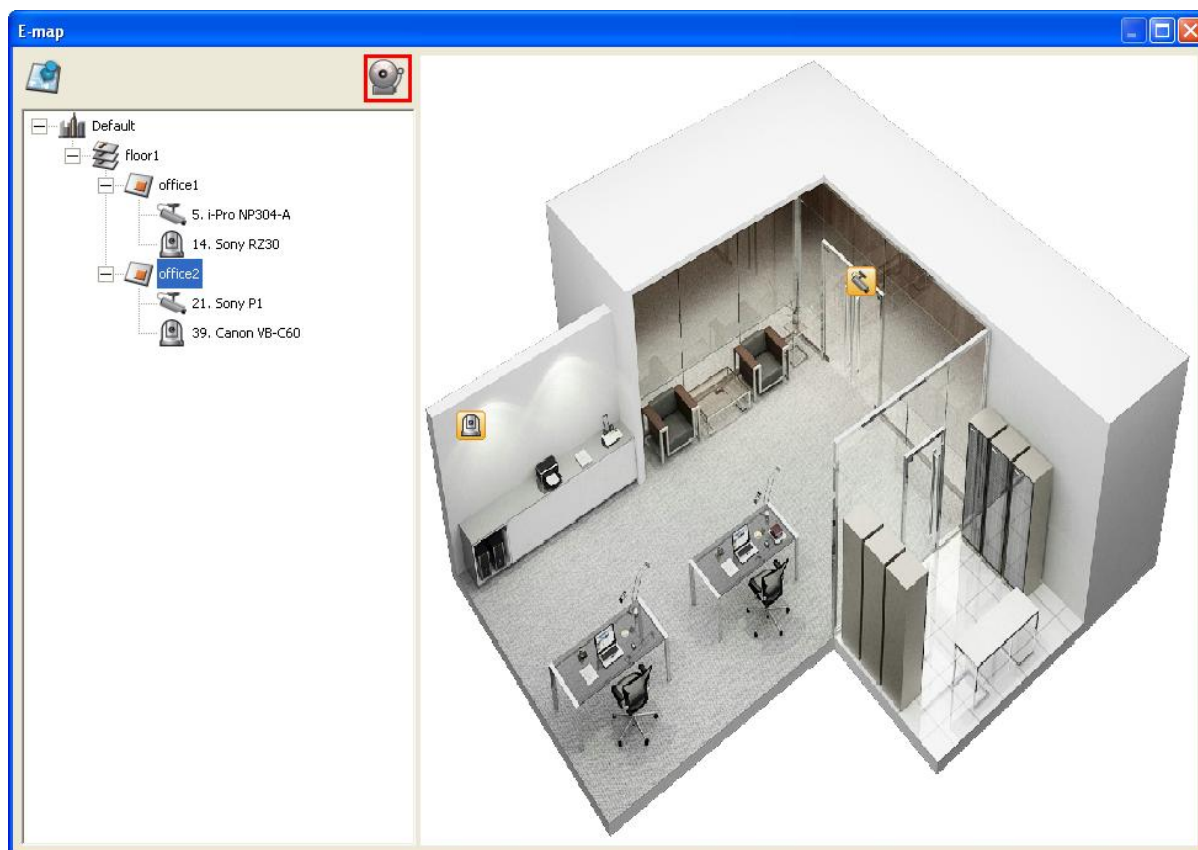 E-map
Default
floor1
office1
5. i-Pro NP304-A
14. Sony RZ30
office2
21. Sony P1
39. Canon VB-C60